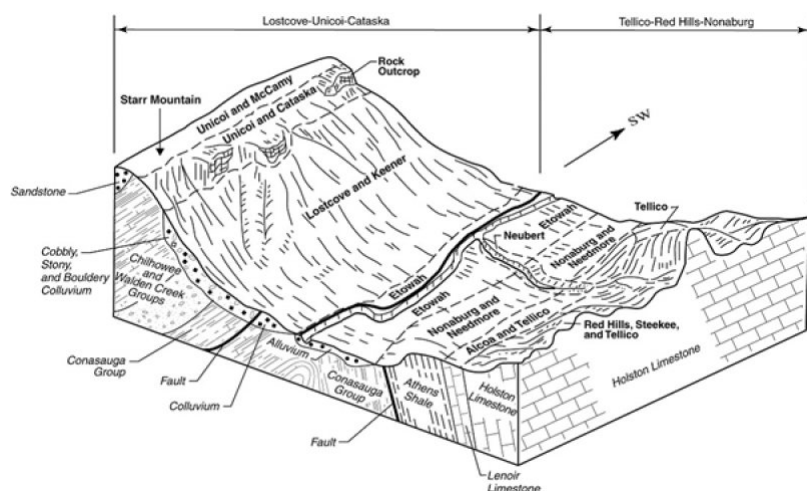 Lostcove-Unicoi-Cataska
Tellico-Red Hills-Nonaburg
Rock
Outcrop
Starr Mountain
Unicoi and McCamy
Unicoi and Cataska
SW
Sandstone
Lostcove and Keener
Tellico
Etowah
Neubert
Nonaburg and
Needmore
Cobbly,
Stony,
and Bouldery
Colluvium
Chilhowee
and
Walden Creek
Groups
Etowah
Etowah
Nonaburg and
Needmore
Alcoa and Tellico
Red Hills, Steekee,
and Tellico
Alluvium
Conasauga
Group
Fault
Colluvium
Conasauga
Group
Athens
Shale
Holston
Limestone
Holston Limestone
Fault
Lenoir
Limestone